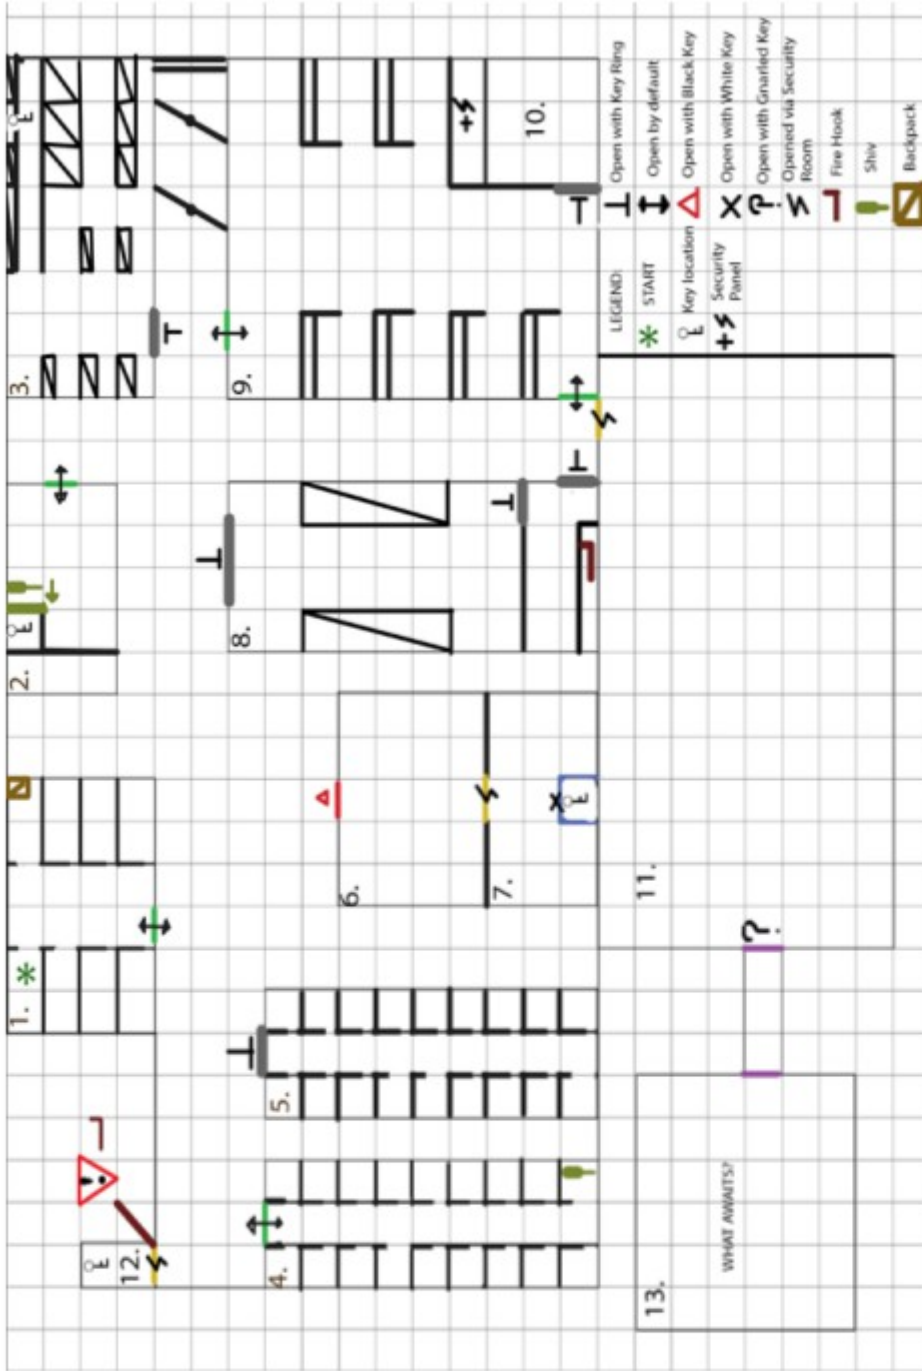 1.
2.
3.
4.
5.
6.
7.
8.
9.
10.
11.
12.
13.
WHAT AWAITS?
LEGEND:
START
Key location
Security
Panel
Open with Key Ring
Open by default
Open with Black Key
Open with White Key
Open with Gnarled Key
Opened via Security
Room
Fire Hook
Shiv
Backpack
?